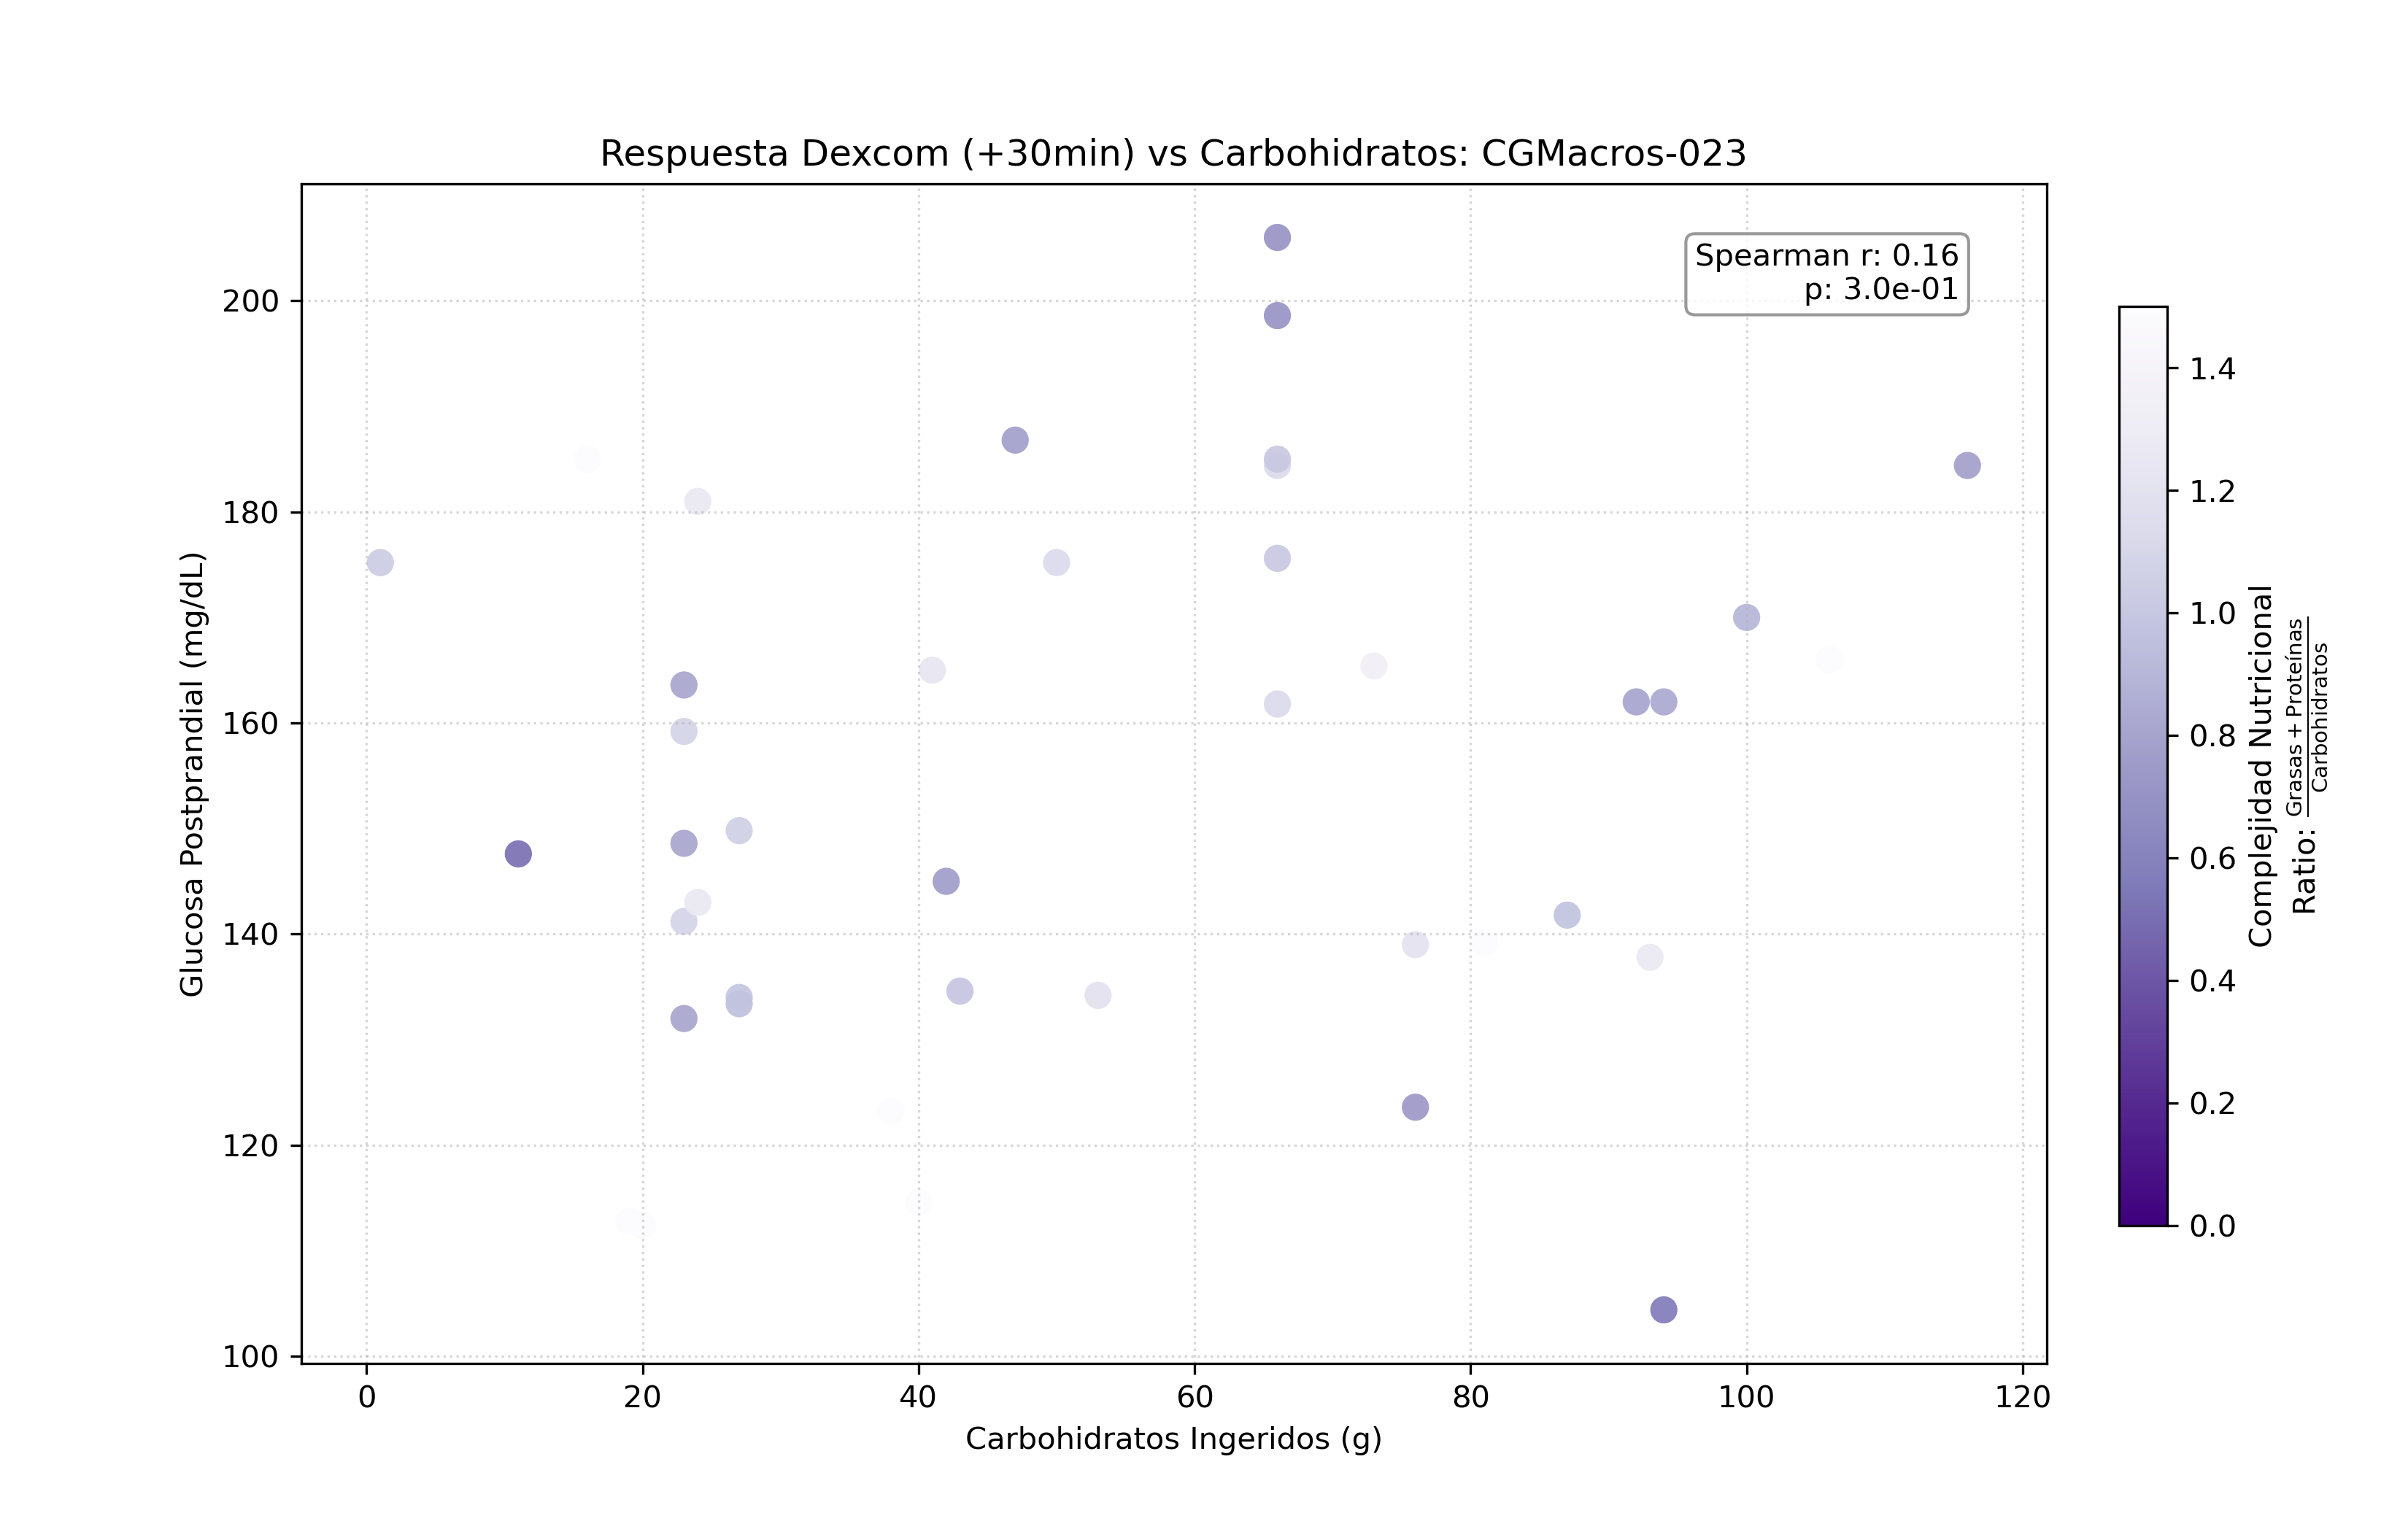 Respuesta Dexcom (+30min) vs Carbohidratos: CGMacros-023
Spearman r: 0.16
p: 3.0e-01
Glucosa Postprandial (mg/dL)
200
180
160
140
120
100
0
20
40
60
80
100
120
Carbohidratos Ingeridos (g)
1.4
1.2
1.0
0.8
0.6
0.4
0.2
0.0
Complejidad Nutricional
Ratio: Grasas + Proteínas
Carbohidratos